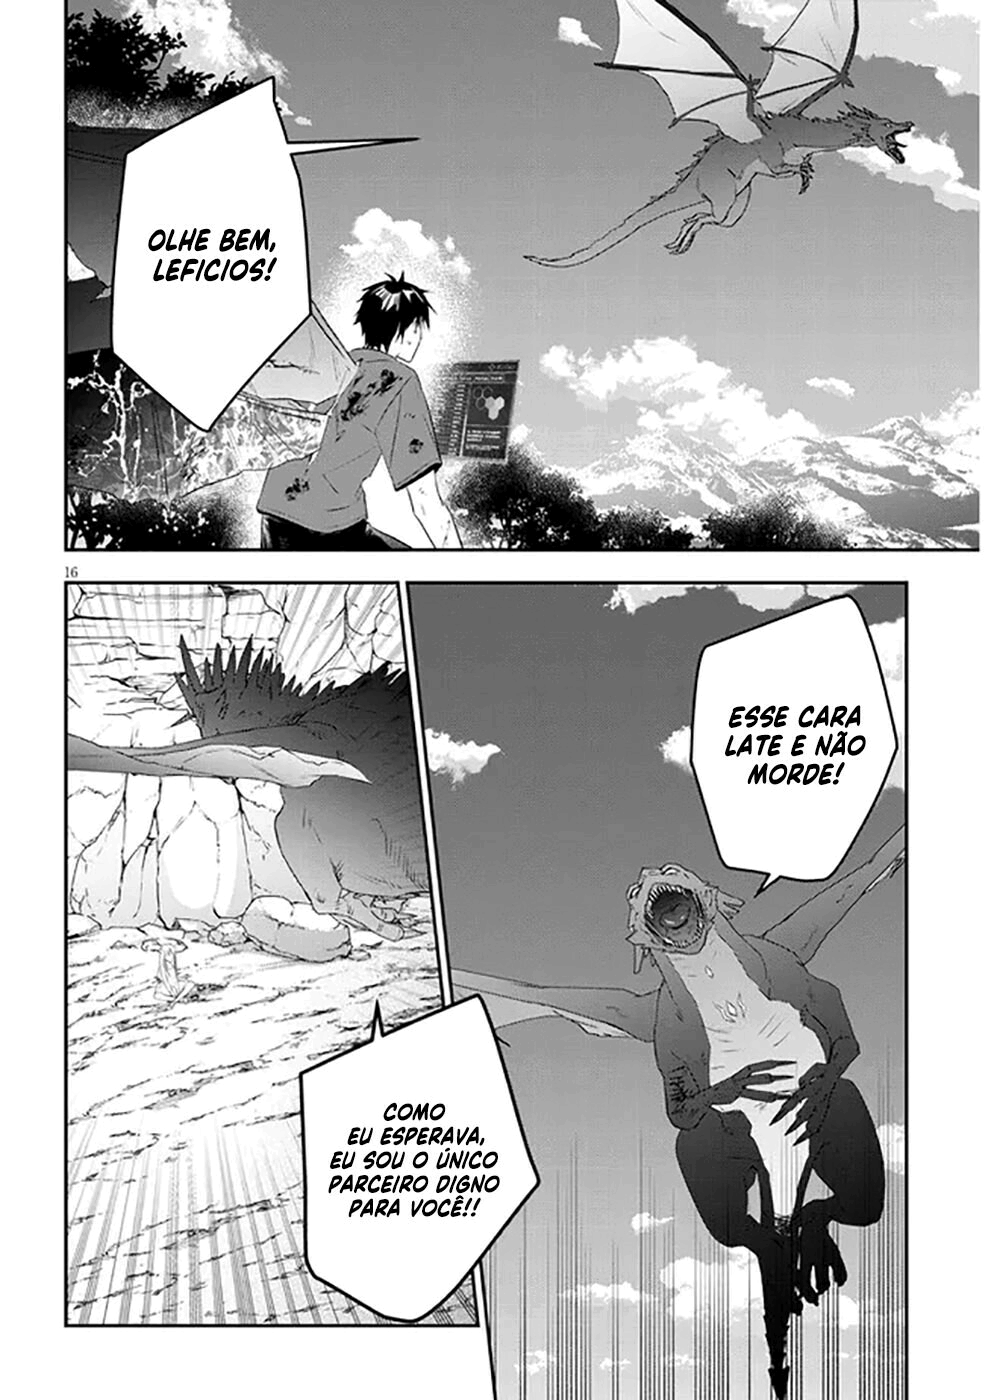 OLHE BEM,
LEFICIOS!
16
ESSE CARA
LATE E NÃO
MORDE!
COMO
EU ESPERAVA,
EU SOU O ÚNICO
PARCEIRO DIGNO
PARA VOCÊ!!